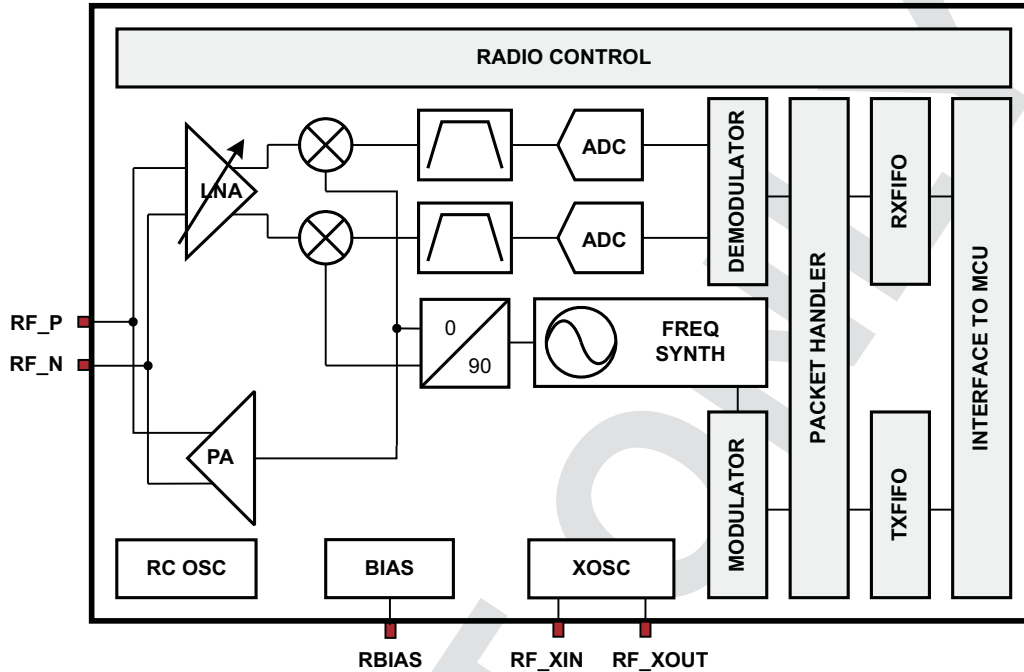 RADIO CONTROL
LNA
ADC
ADC
DEMODULATOR
PACKET HANDLER
RXFIFO
INTERFACE TO MCU
RF_P
RF_N
0
90
FREQ
SYNTH
PA
MODULATOR
TXFIFO
RC OSC
BIAS
XOSC
RBIAS
RF_XIN
RF_XOUT